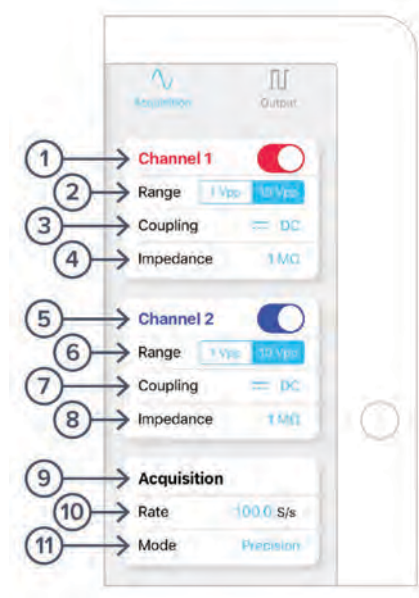 Acquisition Output
1 Channel 1
2 Range 1 Vpp 10 Vpp
3 Coupling DC
4 Impedance 1 MΩ
5 Channel 2
6 Range 1 Vpp 10 Vpp
7 Coupling DC
8 Impedance 1 MΩ
9 Acquisition
10 Rate 100.0 S/s
11 Mode Precision